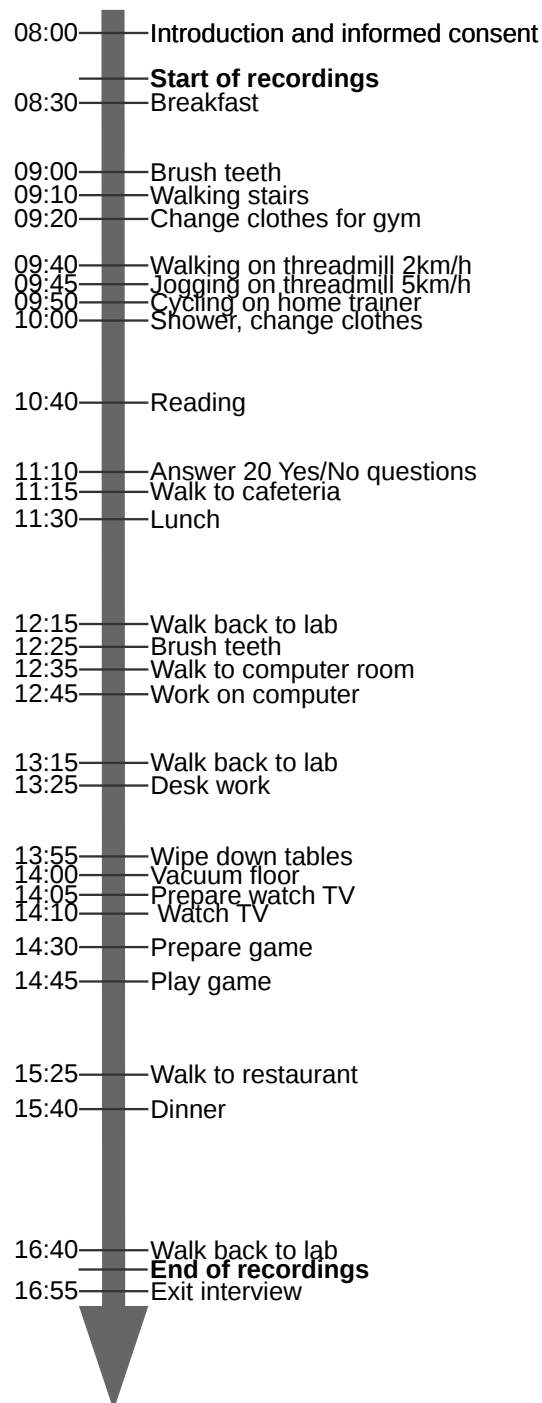 08:00 Introduction and informed consent
Start of recordings
08:30 Breakfast
09:00 Brush teeth
09:10 Walking stairs
09:20 Change clothes for gym
09:40 Walking on threadmill 2km/h
09:45 Jogging on threadmill 5km/h
09:50 Cycling on home trainer
10:00 Shower, change clothes
10:40 Reading
11:10 Answer 20 Yes/No questions
11:15 Walk to cafeteria
11:30 Lunch
12:15 Walk back to lab
12:25 Brush teeth
12:35 Walk to computer room
12:45 Work on computer
13:15 Walk back to lab
13:25 Desk work
13:55 Wipe down tables
14:00 Vacuum floor
14:05 Prepare watch TV
14:10 Watch TV
14:30 Prepare game
14:45 Play game
15:25 Walk to restaurant
15:40 Dinner
16:40 Walk back to lab
End of recordings
16:55 Exit interview